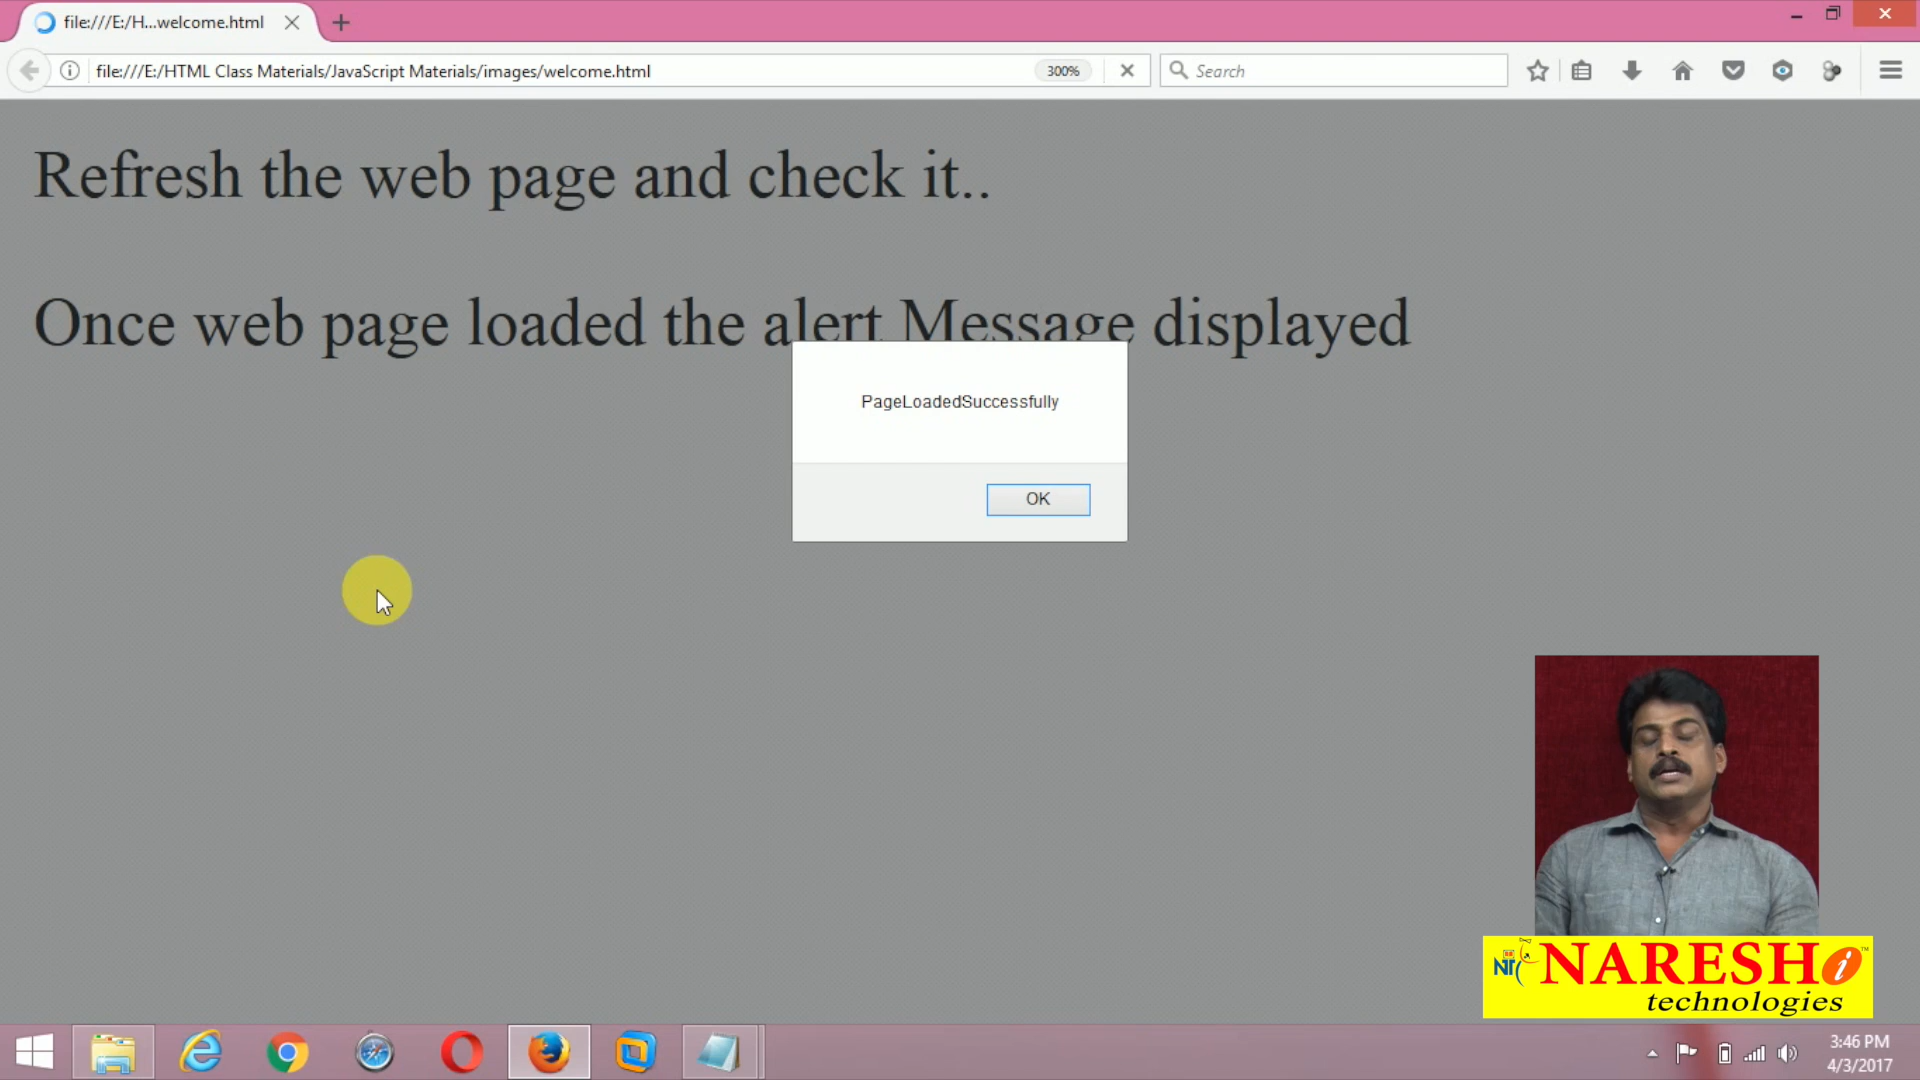 file:///E:/H...welcome.html
file:///E:/HTML Class Materials/JavaScript Materials/images/welcome.html
300%
Search
Refresh the web page and check it..
Once web page loaded the alert Message displayed
PageLoadedSuccessfully
OK
NARESH i
technologies
3:46 PM
4/3/2017